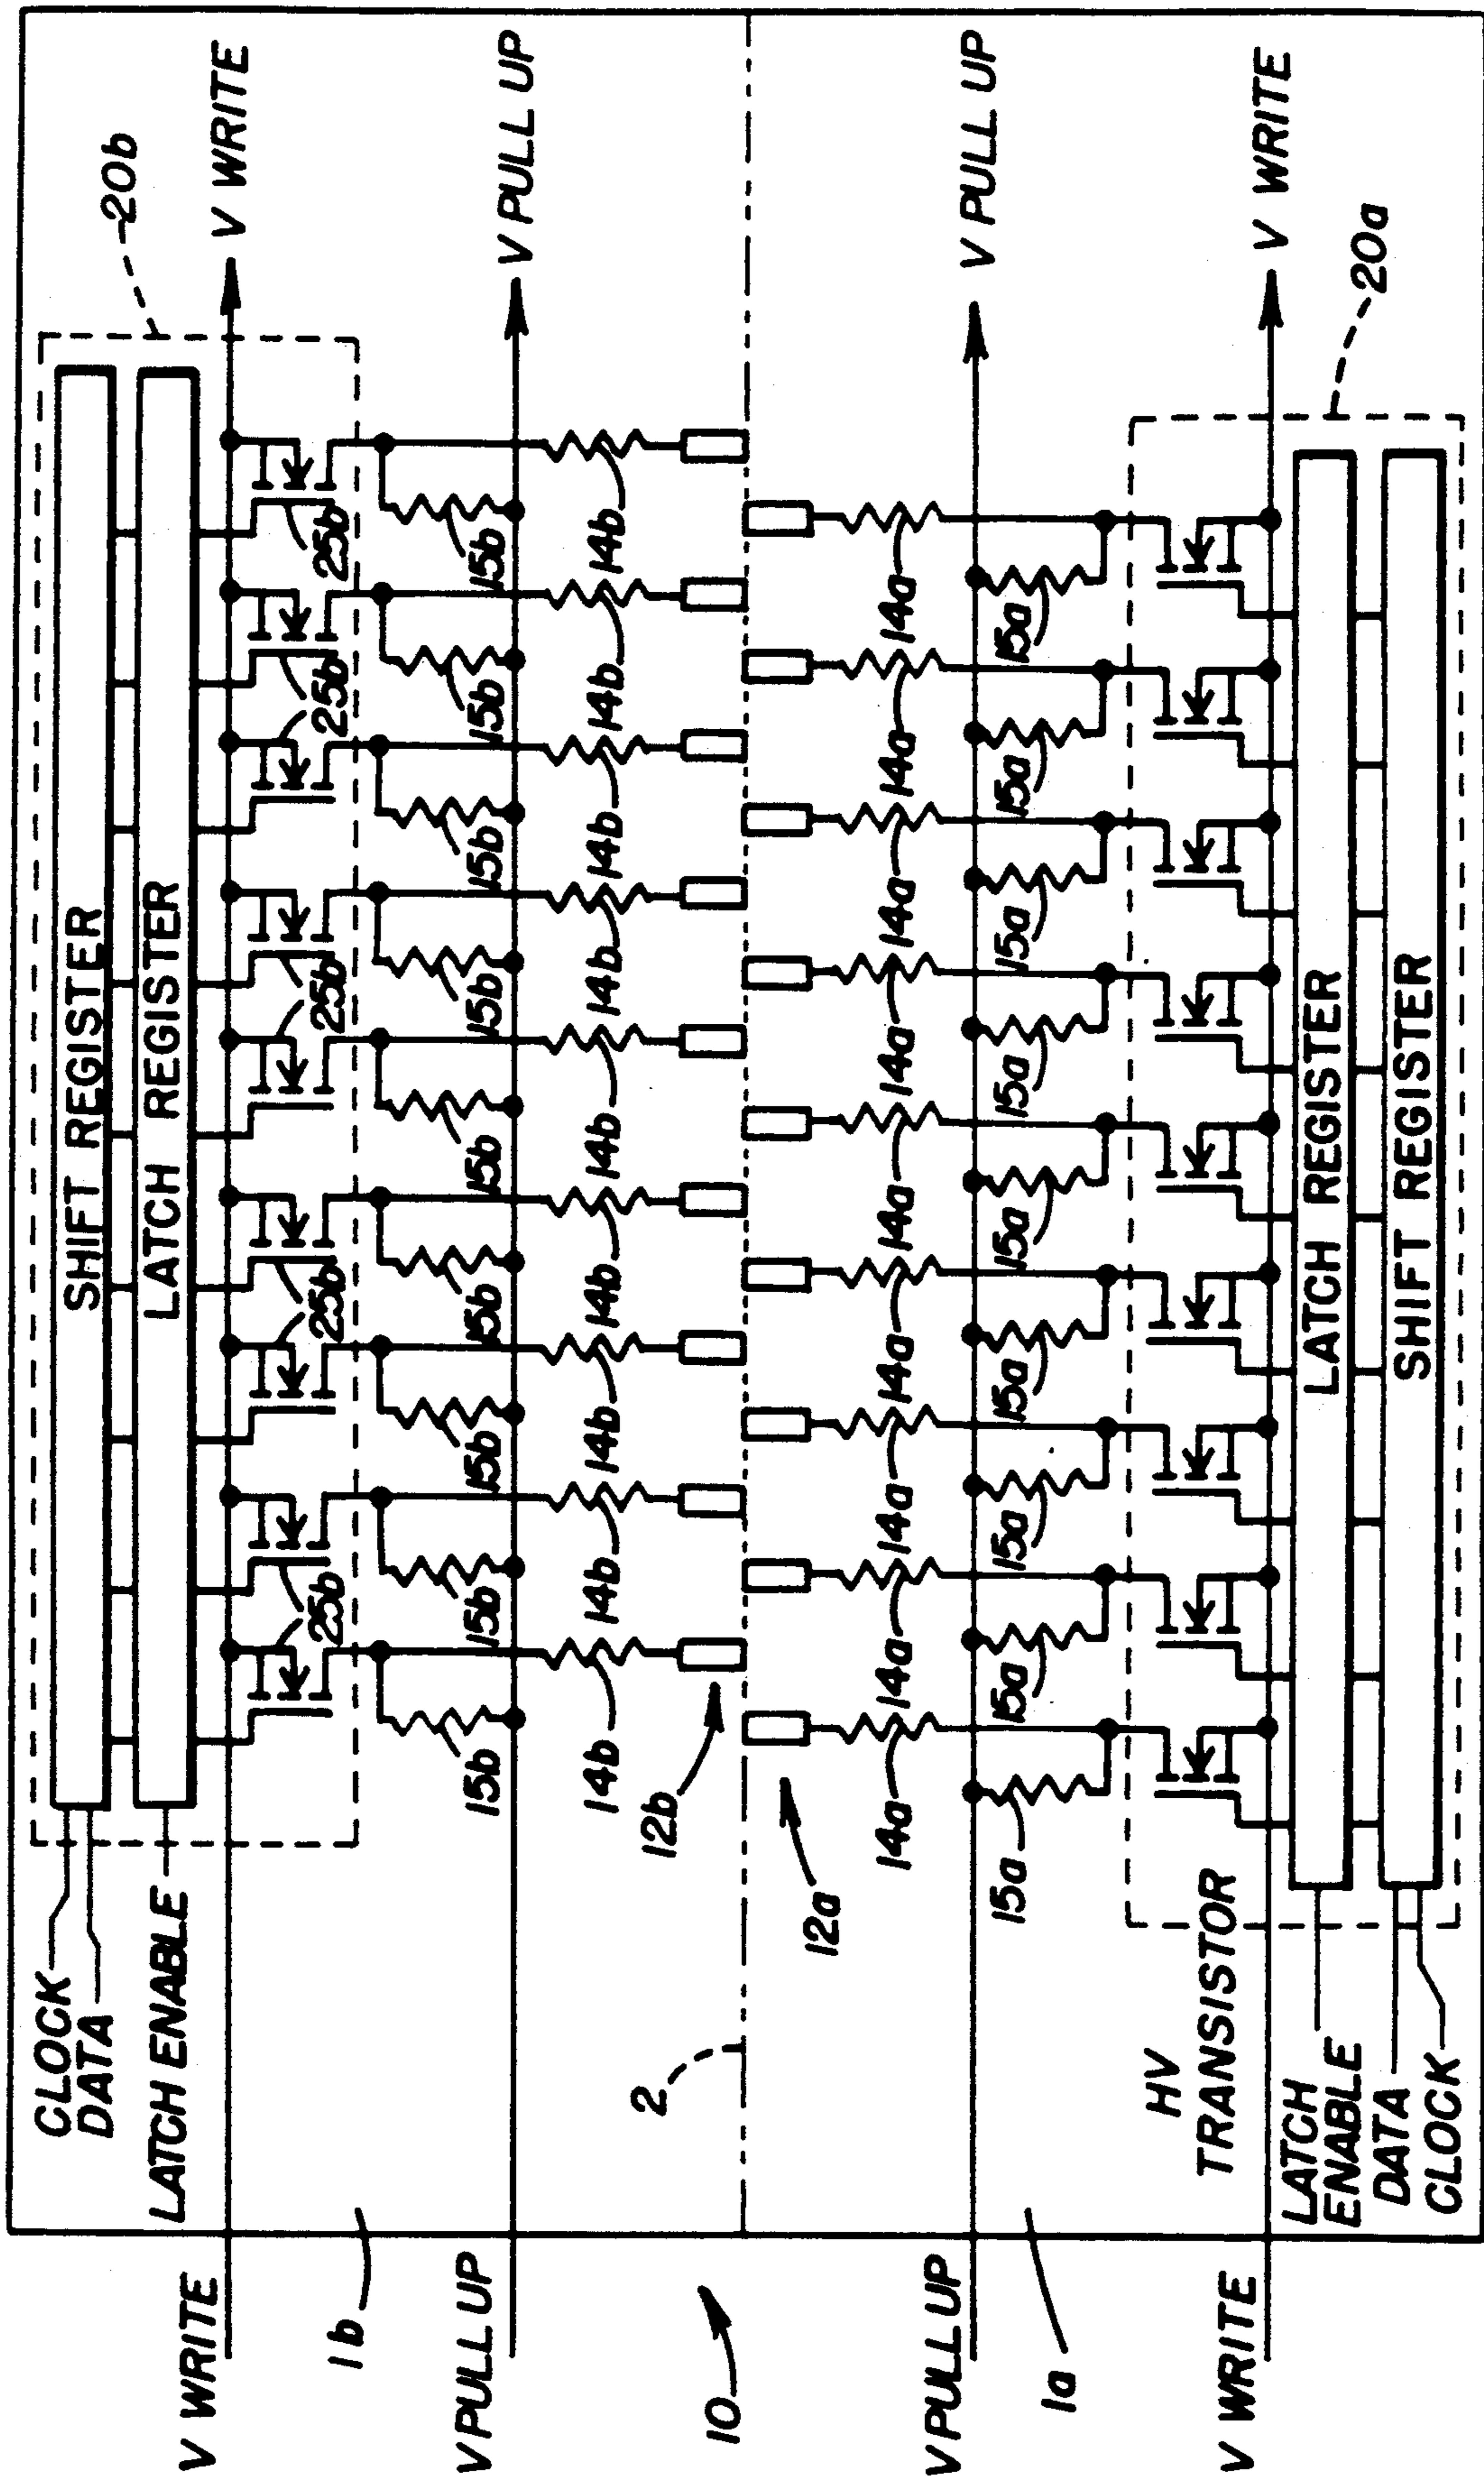 CLOCK
SHIFT REGISTER
DATA
20b
LATCH ENABLE
LATCH REGISTER
V WRITE
V WRITE
25b 25b 25b 25b 25b
1b
15b 15b 15b 15b 15b 15b 15b 15b 15b
V PULL UP
V PULL UP
14b 14b 14b 14b 14b 14b 14b 14b 14b
2
12b
10
12a
14a 14a 14a 14a 14a 14a 14a 14a 14a
V PULL UP
V PULL UP
15a 15a 15a 15a 15a 15a 15a 15a 15a
1a
HV
TRANSISTOR
V WRITE
V WRITE
20a
LATCH
ENABLE
LATCH REGISTER
DATA
SHIFT REGISTER
CLOCK